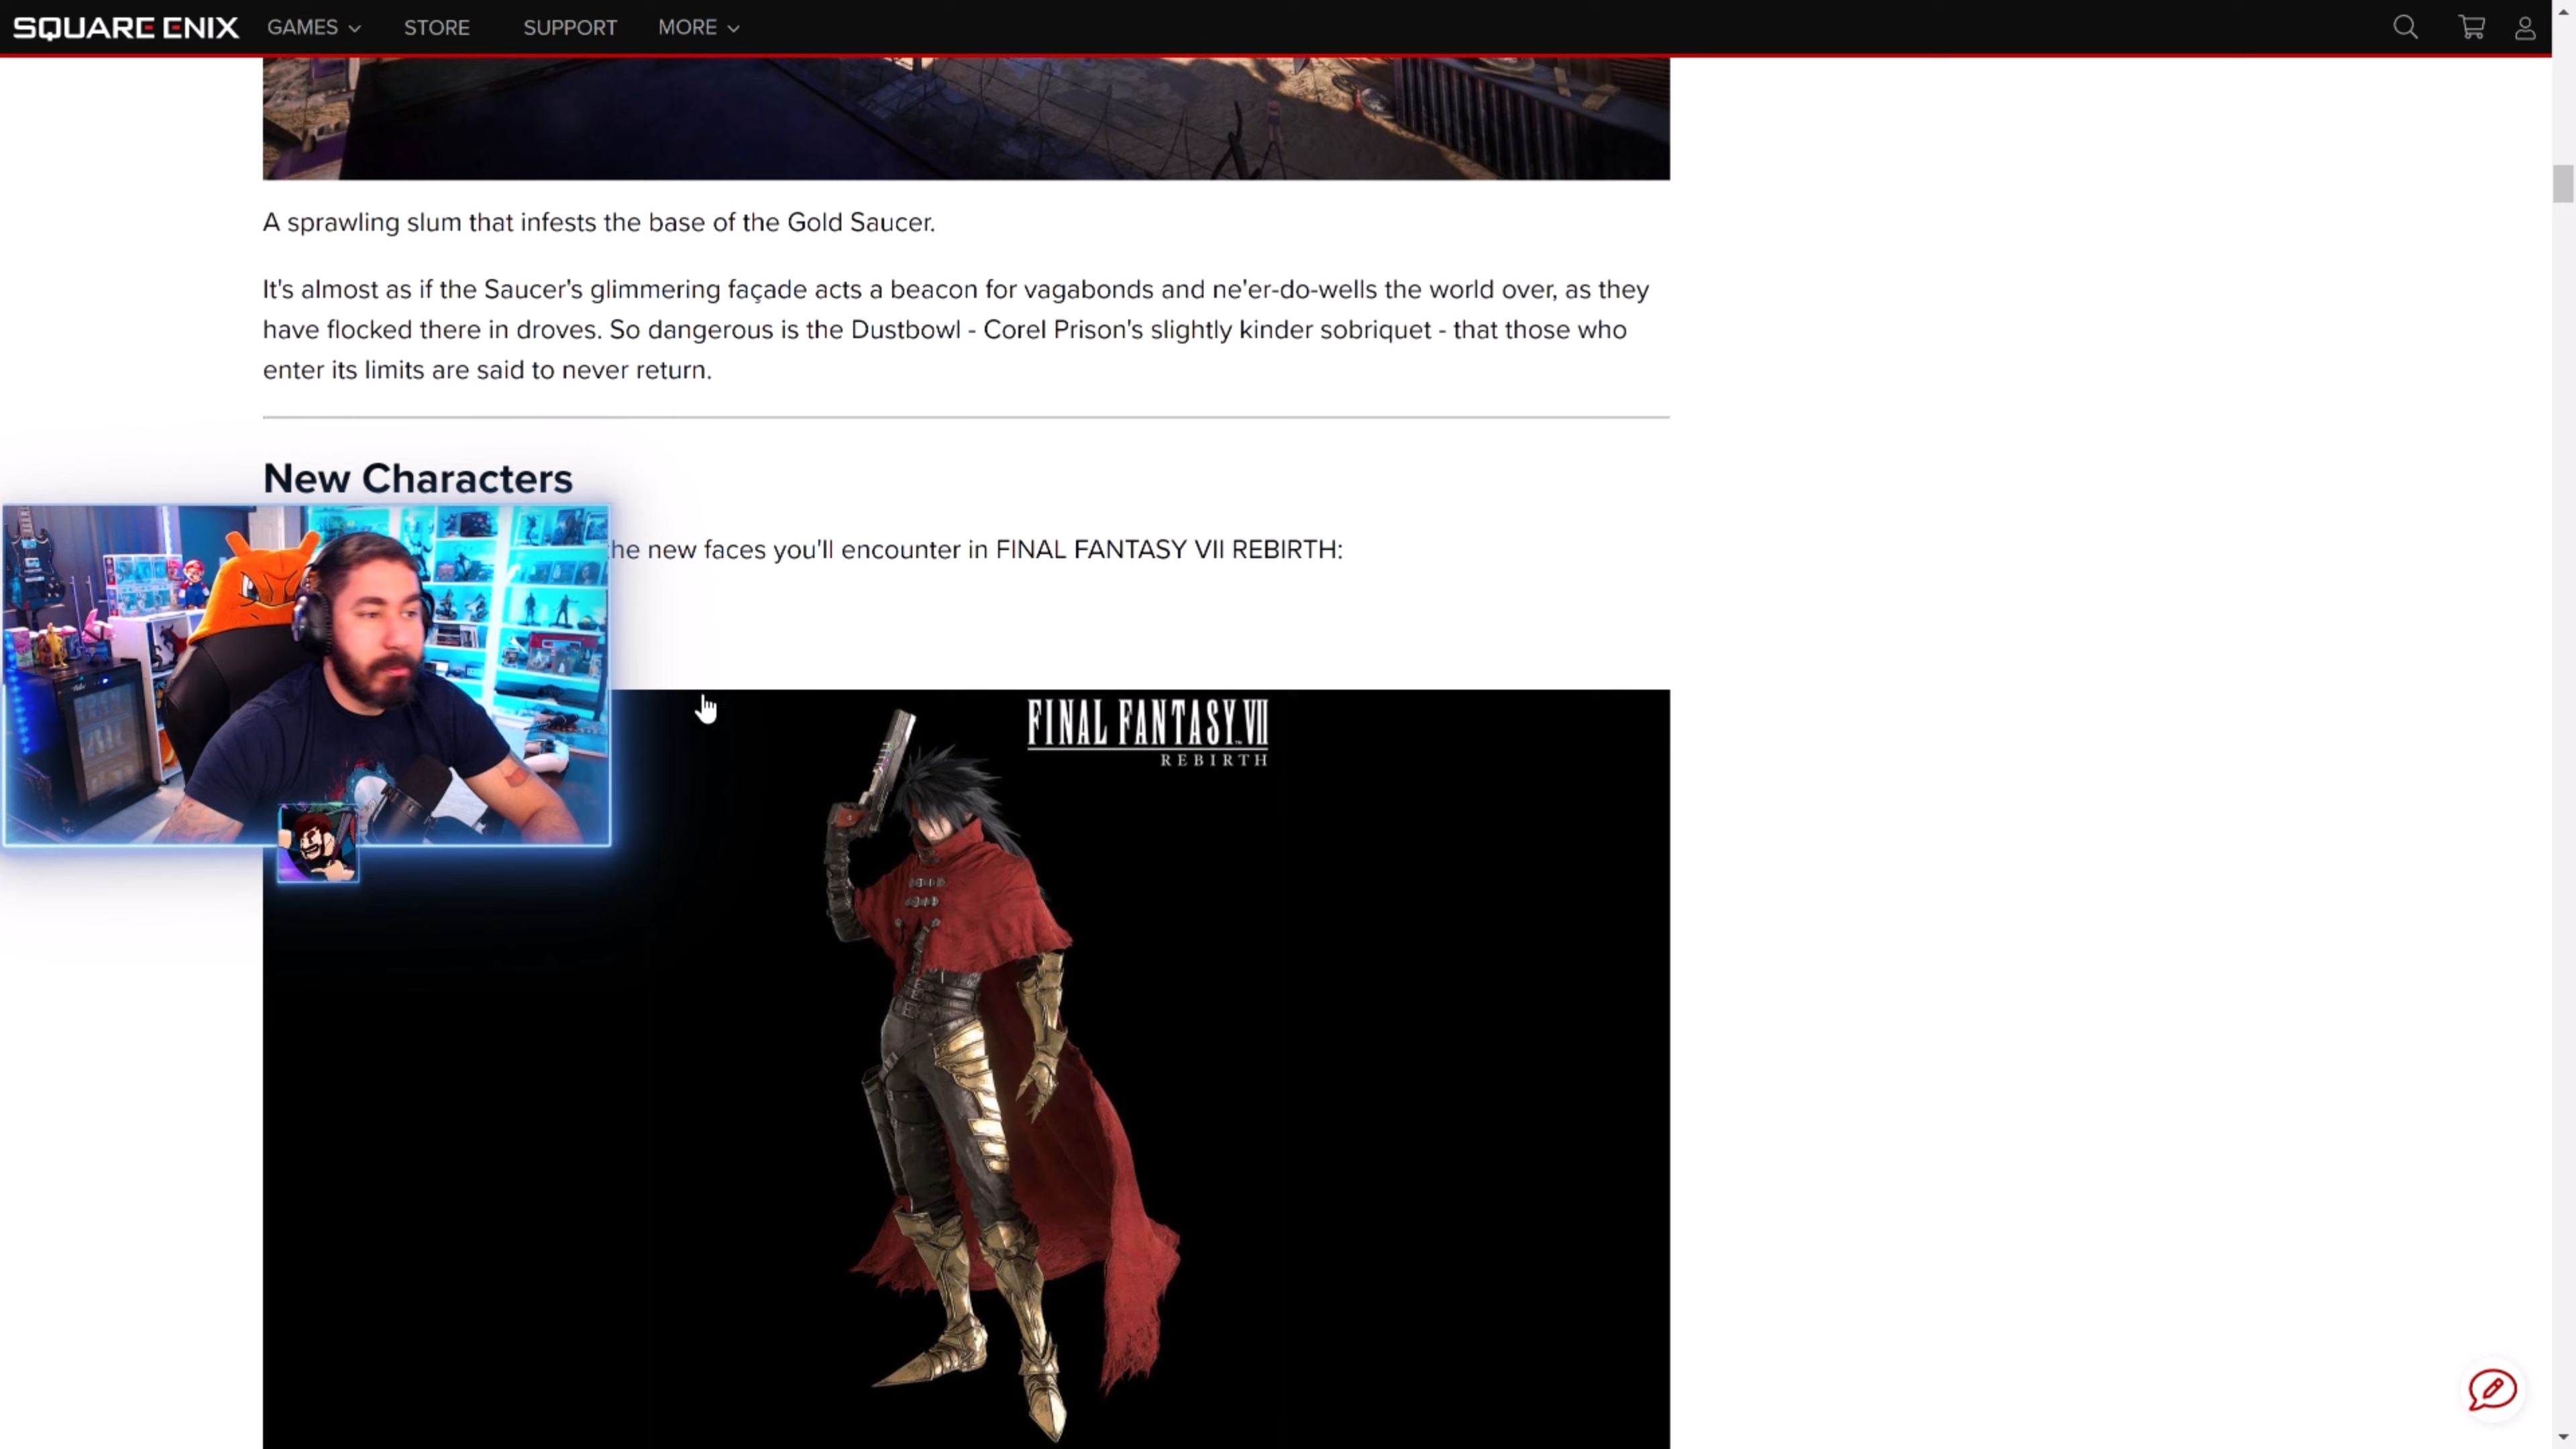 SQUARE ENIX GAMES STORE SUPPORT MORE
A sprawling slum that infests the base of the Gold Saucer.
It's almost as if the Saucer's glimmering façade acts a beacon for vagabonds and ne'er-do-wells the world over, as they
have flocked there in droves. So dangerous is the Dustbowl - Corel Prison's slightly kinder sobriquet - that those who
enter its limits are said to never return.
New Characters
new faces you'll encounter in FINAL FANTASY VII REBIRTH:
FINAL FANTASY VII
REBIRTH